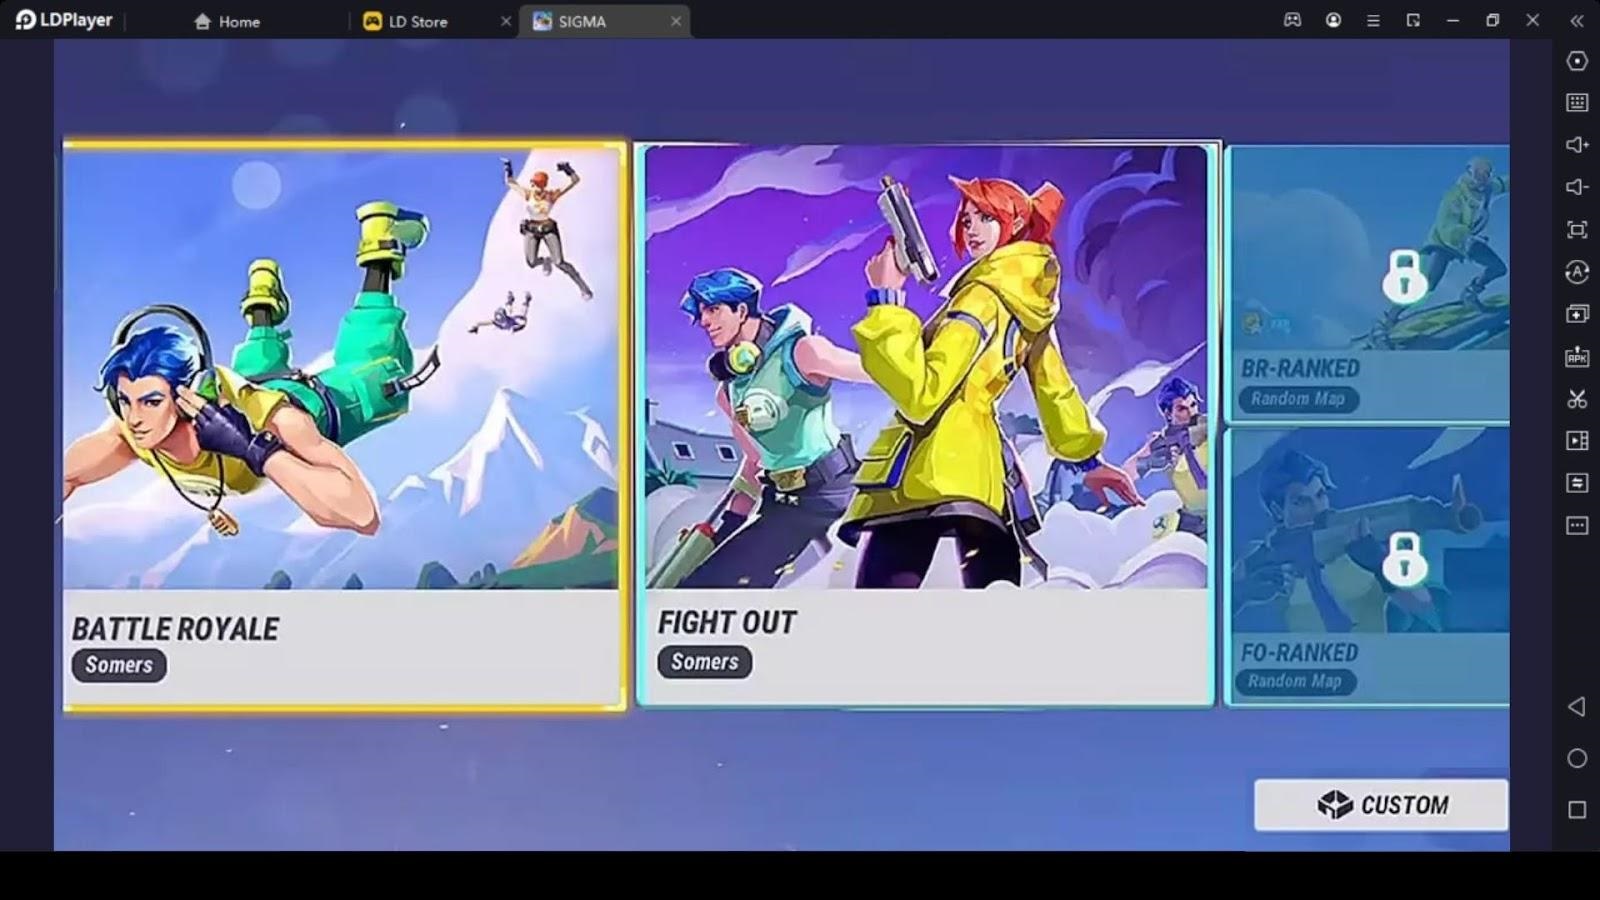 LDPlayer
Home
LD Store
SIGMA
BATTLE ROYALE
Somers
FIGHT OUT
Somers
BR-RANKED
Random Map
FO-RANKED
Random Map
CUSTOM
APK